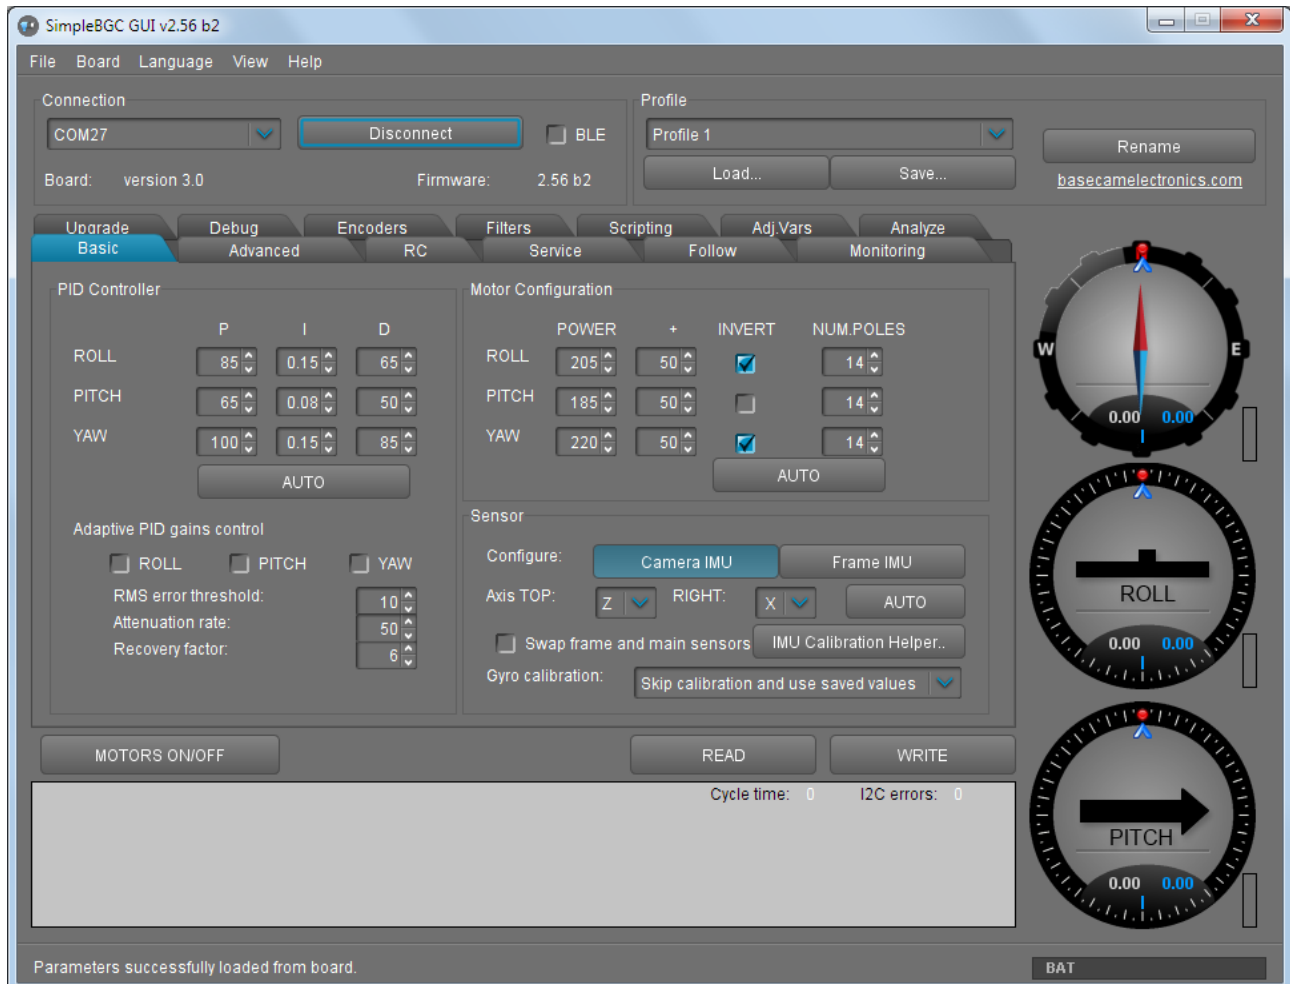 SimpleBGC GUI v2.56 b2
File Board Language View Help
Connection
COM27 Disconnect BLE
Board: version 3.0 Firmware: 2.56 b2
Profile
Profile 1
Load... Save...
Rename
basecamelectronics.com
Upgrade Debug Encoders Filters Scripting Adj.Vars Analyze
Basic Advanced RC Service Follow Monitoring
PID Controller
P I D
ROLL 85 0.15 65
PITCH 65 0.08 50
YAW 100 0.15 85
AUTO
Adaptive PID gains control
ROLL PITCH YAW
RMS error threshold: 10
Attenuation rate: 50
Recovery factor: 6
Motor Configuration
POWER + INVERT NUM.POLES
ROLL 205 50 14
PITCH 185 50 14
YAW 220 50 14
AUTO
Sensor
Configure: Camera IMU Frame IMU
Axis TOP: Z RIGHT: X AUTO
Swap frame and main sensors IMU Calibration Helper..
Gyro calibration: Skip calibration and use saved values
W E
0.00 0.00
ROLL
0.00 0.00
PITCH
0.00 0.00
MOTORS ON/OFF READ WRITE
Cycle time: 0 I2C errors: 0
Parameters successfully loaded from board.
BAT